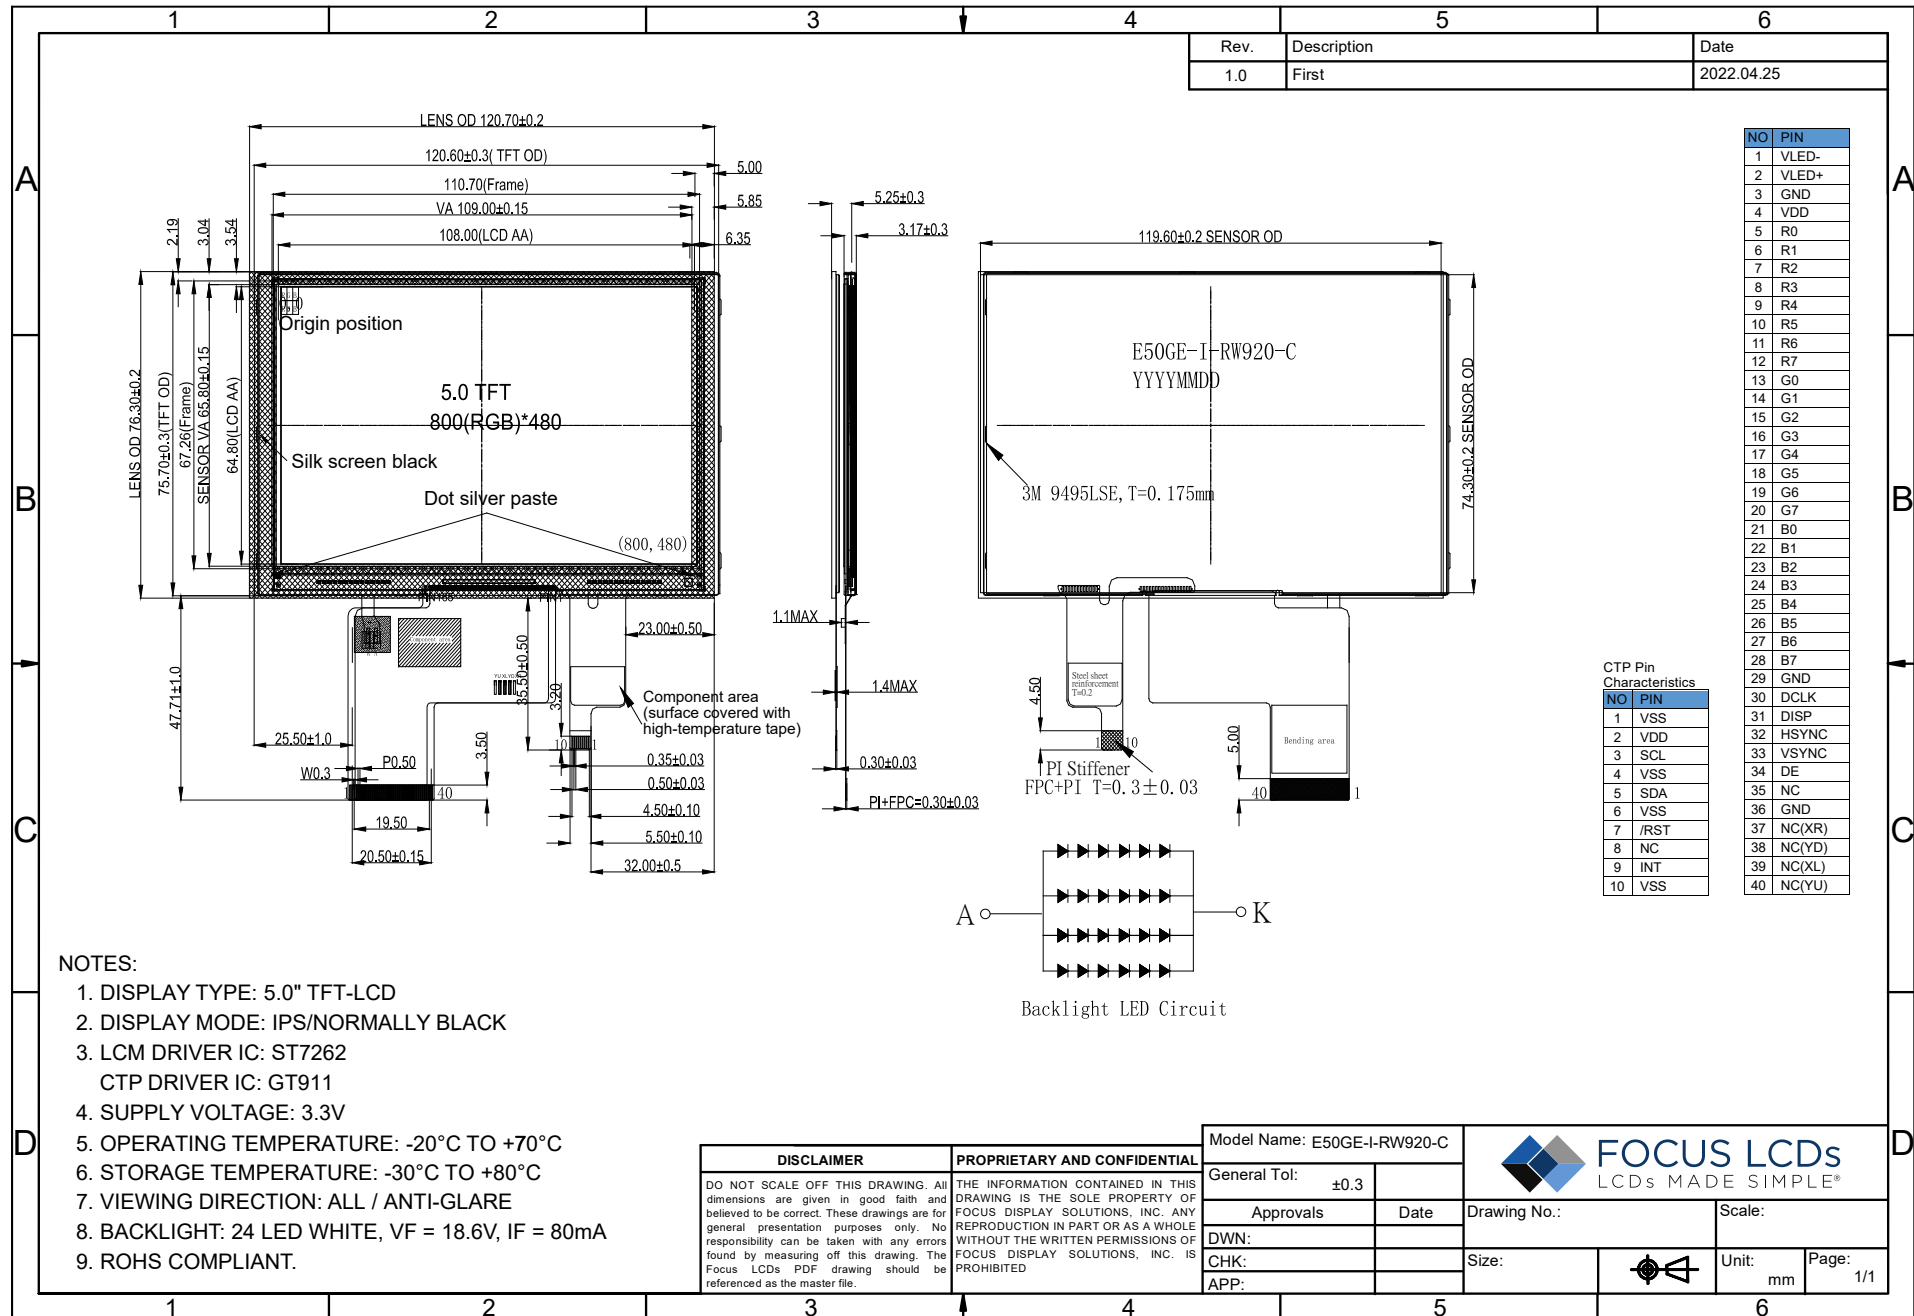 1 2 3 4 5 6
A
B
C
D
A
B
C
D
Rev. Description Date
1.0 First 2022.04.25
LENS OD 120.70±0.2
120.60±0.3( TFT OD)
110.70(Frame)
VA 109.00±0.15
108.00(LCD AA)
5.00
5.85
6.35
2.19
3.04
3.54
LENS OD 76.30±0.2
75.70±0.3(TFT OD)
67.26(Frame)
SENSOR VA 65.80±0.15
64.80(LCD AA)
Origin position
5.0 TFT
800(RGB)*480
Silk screen black
Dot silver paste
(800,480)
47.71±1.0
25.50±1.0
W0.3
P0.50
3.50
40
19.50
20.50±0.15
35.50±0.50
3.20
23.00±0.50
Component area
(surface covered with
high-temperature tape)
10 1
0.35±0.03
0.50±0.03
4.50±0.10
5.50±0.10
32.00±0.5
5.25±0.3
3.17±0.3
1.1MAX
1.4MAX
0.30±0.03
PI+FPC=0.30±0.03
119.60±0.2 SENSOR OD
74.30±0.2 SENSOR OD
E50GE-I-RW920-C
YYYYMMDD
3M 9495LSE,T=0.175mm
Steel sheet
reinforcement
T=0.2
4.50
1 10
PI Stiffener
FPC+PI T=0.3±0.03
5.00
Bending area
40 1
A K
Backlight LED Circuit
CTP Pin
Characteristics
NO PIN
1 VSS
2 VDD
3 SCL
4 VSS
5 SDA
6 VSS
7 /RST
8 NC
9 INT
10 VSS
NO PIN
1 VLED-
2 VLED+
3 GND
4 VDD
5 R0
6 R1
7 R2
8 R3
9 R4
10 R5
11 R6
12 R7
13 G0
14 G1
15 G2
16 G3
17 G4
18 G5
19 G6
20 G7
21 B0
22 B1
23 B2
24 B3
25 B4
26 B5
27 B6
28 B7
29 GND
30 DCLK
31 DISP
32 HSYNC
33 VSYNC
34 DE
35 NC
36 GND
37 NC(XR)
38 NC(YD)
39 NC(XL)
40 NC(YU)
NOTES:
1. DISPLAY TYPE: 5.0" TFT-LCD
2. DISPLAY MODE: IPS/NORMALLY BLACK
3. LCM DRIVER IC: ST7262
CTP DRIVER IC: GT911
4. SUPPLY VOLTAGE: 3.3V
5. OPERATING TEMPERATURE: -20°C TO +70°C
6. STORAGE TEMPERATURE: -30°C TO +80°C
7. VIEWING DIRECTION: ALL / ANTI-GLARE
8. BACKLIGHT: 24 LED WHITE, VF = 18.6V, IF = 80mA
9. ROHS COMPLIANT.
DISCLAIMER
DO NOT SCALE OFF THIS DRAWING. All
dimensions are given in good faith and
believed to be correct. These drawings are for
general presentation purposes only. No
responsibility can be taken with any errors
found by measuring off this drawing. The
Focus LCDs PDF drawing should be
referenced as the master file.
PROPRIETARY AND CONFIDENTIAL
THE INFORMATION CONTAINED IN THIS
DRAWING IS THE SOLE PROPERTY OF
FOCUS DISPLAY SOLUTIONS, INC. ANY
REPRODUCTION IN PART OR AS A WHOLE
WITHOUT THE WRITTEN PERMISSIONS OF
FOCUS DISPLAY SOLUTIONS, INC. IS
PROHIBITED
Model Name: E50GE-I-RW920-C
General Tol: ±0.3
Approvals Date
DWN:
CHK:
APP:
FOCUS LCDs
LCDs MADE SIMPLE®
Drawing No.: Scale:
Size: Unit: mm Page: 1/1
1 2 3 4 5 6